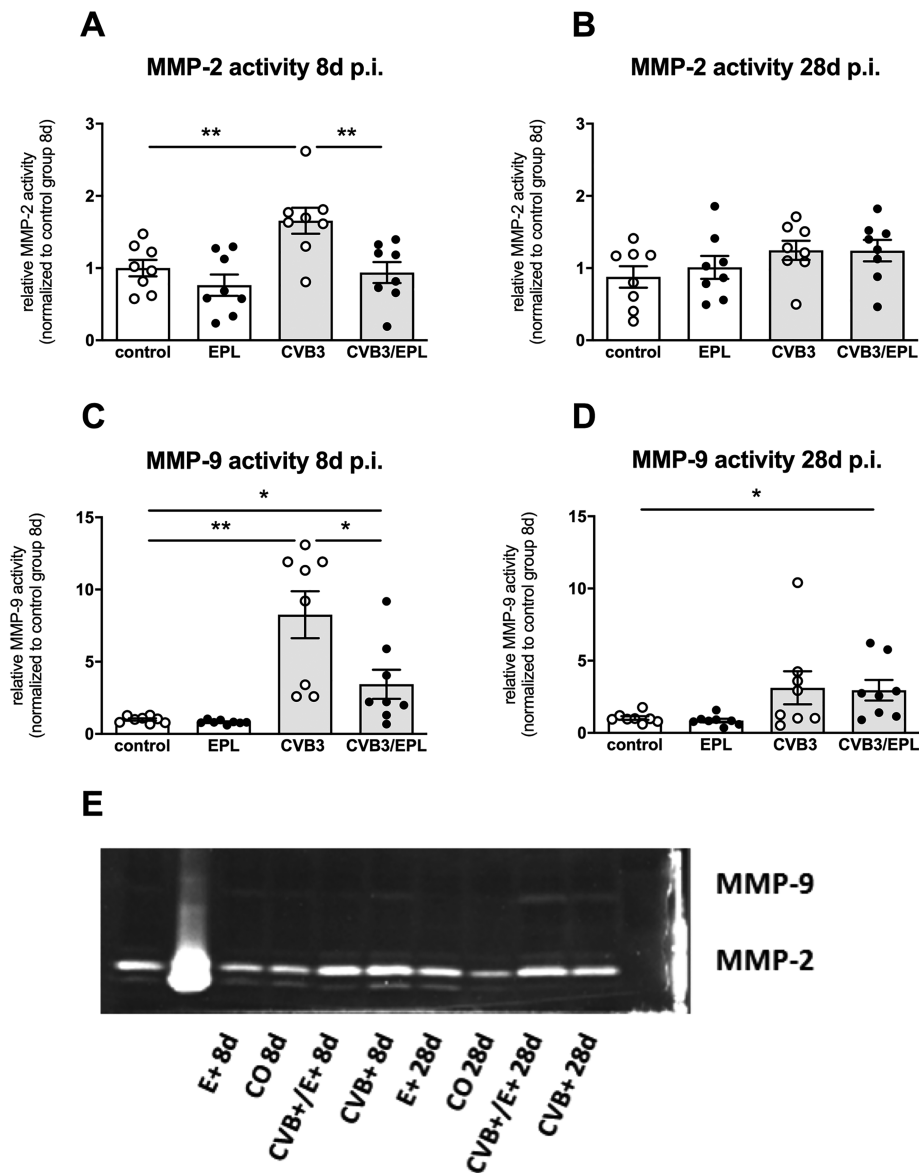 A
MMP-2 activity 8d p.i.
relative MMP-2 activity
(normalized to control group 8d)
3
2
1
0
** **
control EPL CVB3 CVB3/EPL
B
MMP-2 activity 28d p.i.
relative MMP-2 activity
(normalized to control group 8d)
3
2
1
0
control EPL CVB3 CVB3/EPL
C
MMP-9 activity 8d p.i.
relative MMP-9 activity
(normalized to control group 8d)
15
10
5
0
*
** *
control EPL CVB3 CVB3/EPL
D
MMP-9 activity 28d p.i.
relative MMP-9 activity
(normalized to control group 8d)
15
10
5
0
*
control EPL CVB3 CVB3/EPL
E
MMP-9
MMP-2
E+ 8d
CO 8d
CVB+/E+ 8d
CVB+ 8d
E+ 28d
CO 28d
CVB+/E+ 28d
CVB+ 28d